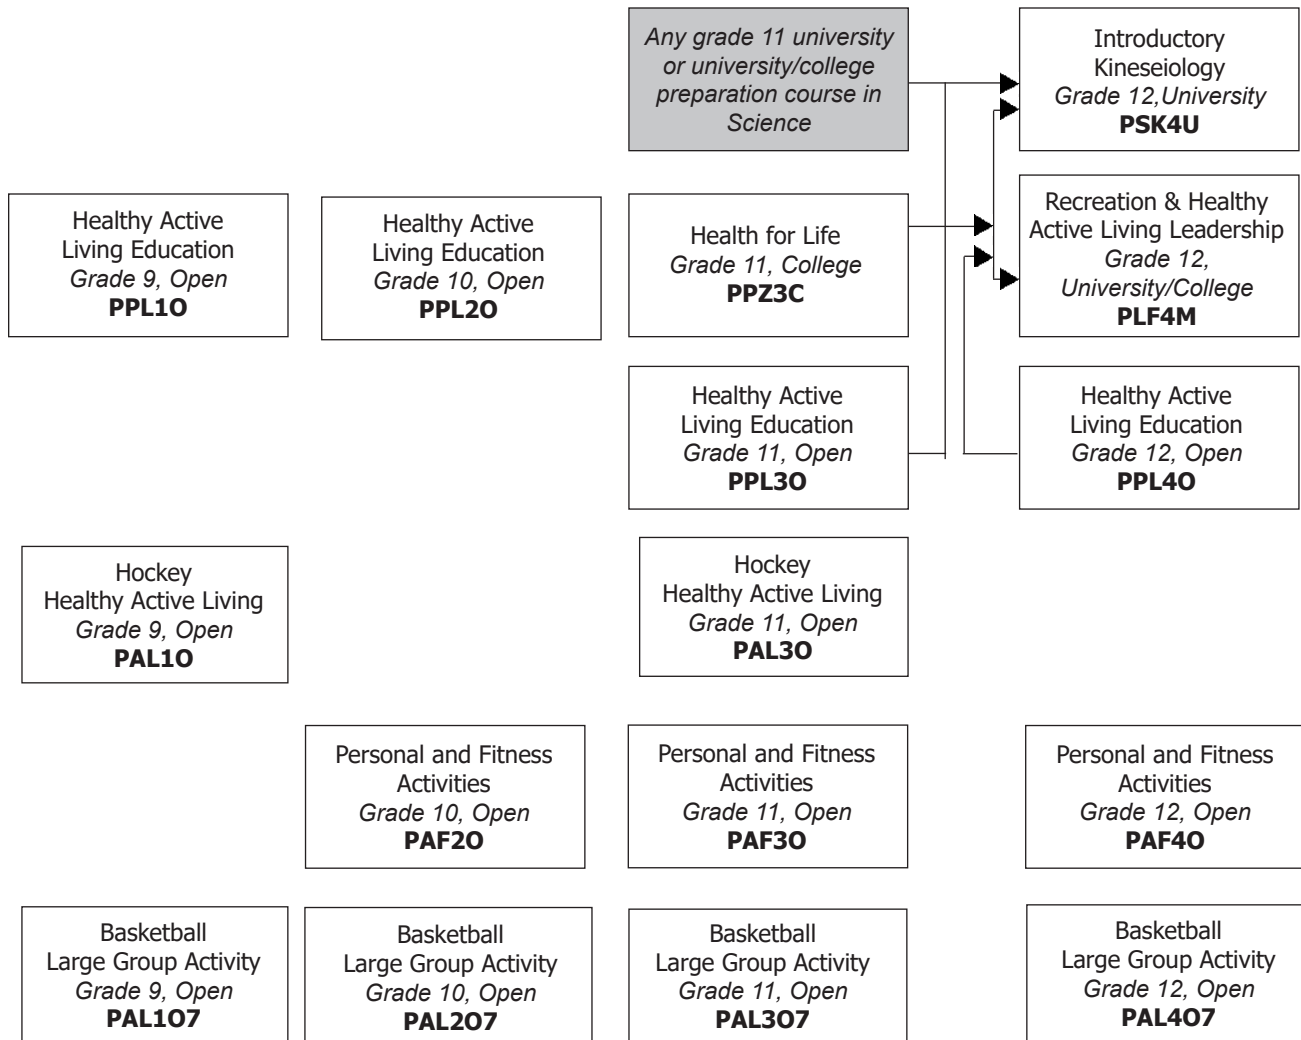 Any grade 11 university
or university/college
preparation course in
Science
Introductory
Kineseiology
Grade 12,University
PSK4U
Healthy Active
Living Education
Grade 9, Open
PPL1O
Healthy Active
Living Education
Grade 10, Open
PPL2O
Health for Life
Grade 11, College
PPZ3C
Recreation & Healthy
Active Living Leadership
Grade 12,
University/College
PLF4M
Healthy Active
Living Education
Grade 11, Open
PPL3O
Healthy Active
Living Education
Grade 12, Open
PPL4O
Hockey
Healthy Active Living
Grade 9, Open
PAL1O
Hockey
Healthy Active Living
Grade 11, Open
PAL3O
Personal and Fitness
Activities
Grade 10, Open
PAF2O
Personal and Fitness
Activities
Grade 11, Open
PAF3O
Personal and Fitness
Activities
Grade 12, Open
PAF4O
Basketball
Large Group Activity
Grade 9, Open
PAL1O7
Basketball
Large Group Activity
Grade 10, Open
PAL2O7
Basketball
Large Group Activity
Grade 11, Open
PAL3O7
Basketball
Large Group Activity
Grade 12, Open
PAL4O7